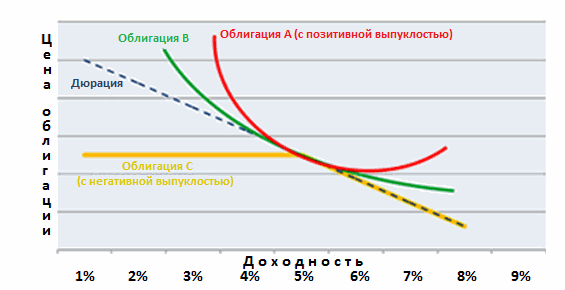 Цена облигации
Облигация B
Облигация А (с позитивной выпуклостью)
Дюрация
Облигация С
(с негативной выпуклостью)
Доходность
1% 2% 3% 4% 5% 6% 7% 8% 9%